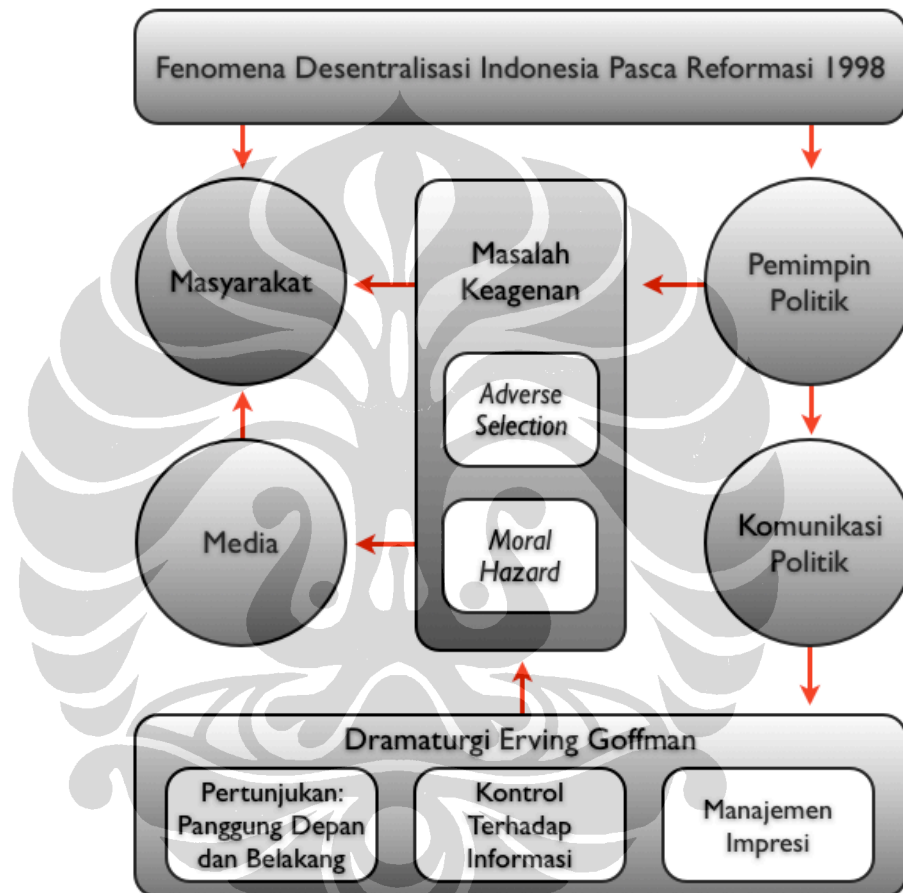 Fenomena Desentralisasi Indonesia Pasca Reformasi 1998
Masyarakat
Masalah
Keagenan
Pemimpin
Politik
Adverse
Selection
Media
Moral
Hazard
Komunikasi
Politik
Dramaturgi Erving Goffman
Pertunjukan:
Panggung Depan
dan Belakang
Kontrol
Terhadap
Informasi
Manajemen
Impresi